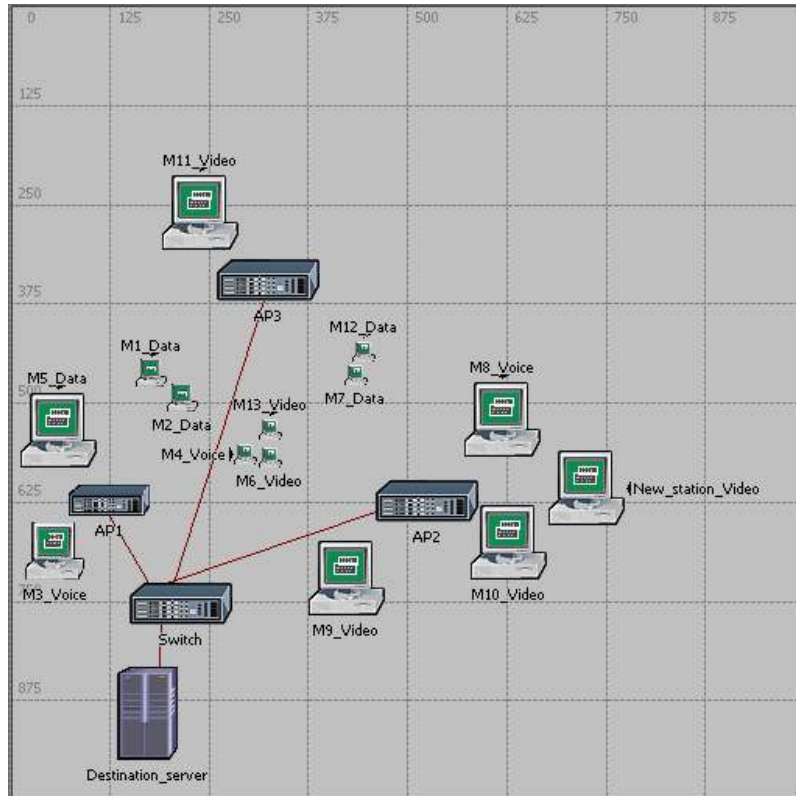 0
125
250
375
500
625
750
875
125
M11_Video
250
375
AP3
M12_Data
M1_Data
M8_Voice
M5_Data
500
M7_Data
M13_Video
M2_Data
M4_Voice
M6_Video
New_station_Video
625
AP1
AP2
M3_Voice
750
M10_Video
M9_Video
Switch
875
Destination_server